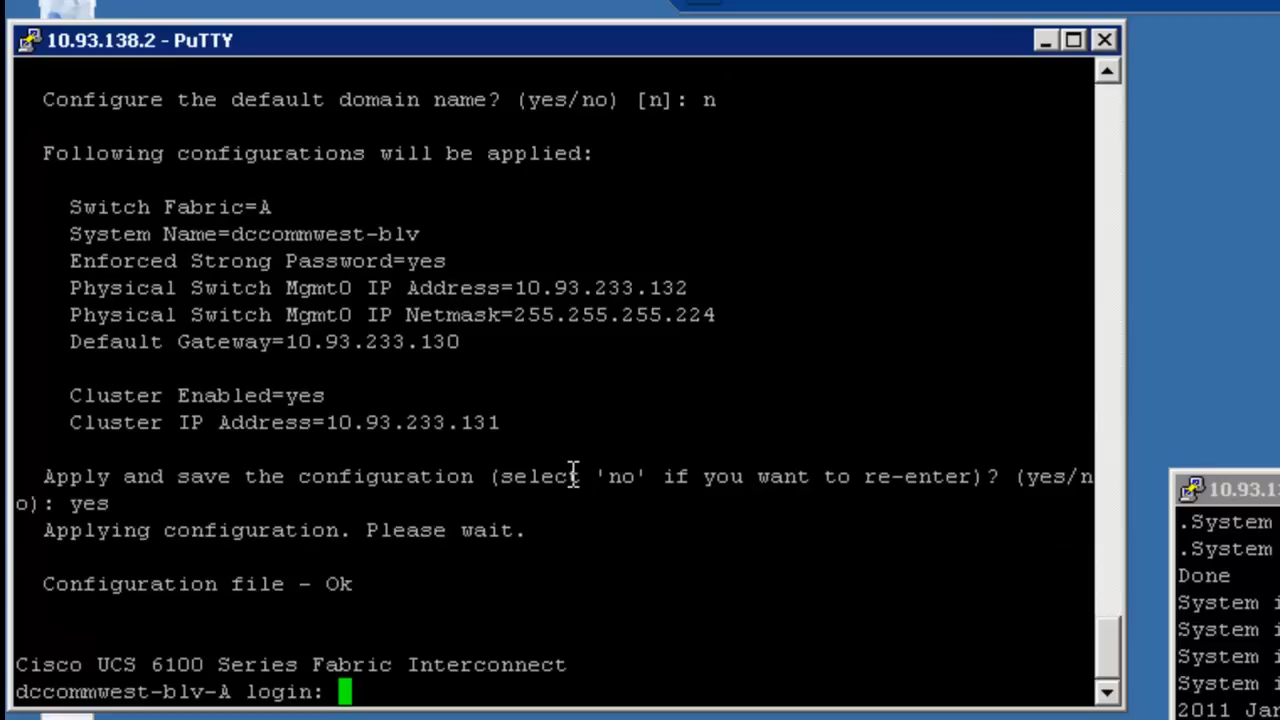 10.93.138.2 - PuTTY
Configure the default domain name? (yes/no) [n]: n
Following configurations will be applied:
Switch Fabric=A
System Name=dccommwest-blv
Enforced Strong Password=yes
Physical Switch Mgmt0 IP Address=10.93.233.132
Physical Switch Mgmt0 IP Netmask=255.255.255.224
Default Gateway=10.93.233.130
Cluster Enabled=yes
Cluster IP Address=10.93.233.131
Apply and save the configuration (select 'no' if you want to re-enter)? (yes/n
o): yes
Applying configuration. Please wait.
Configuration file - Ok
Cisco UCS 6100 Series Fabric Interconnect
dccommwest-blv-A login:
10.93.1
.System
.System
Done
System i
System i
System i
System i
2011 Jan